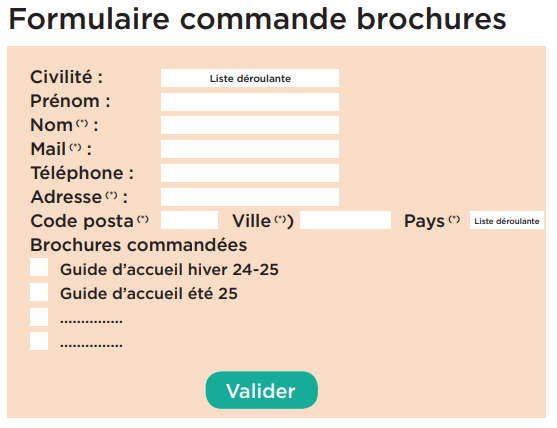 Formulaire commande brochures
Civilité : Liste déroulante
Prénom :
Nom (*) :
Mail (*) :
Téléphone :
Adresse (*) :
Code posta (*) Ville (*)) Pays (*) Liste déroulante
Brochures commandées
Guide d'accueil hiver 24-25
Guide d'accueil été 25
...............
...............
Valider